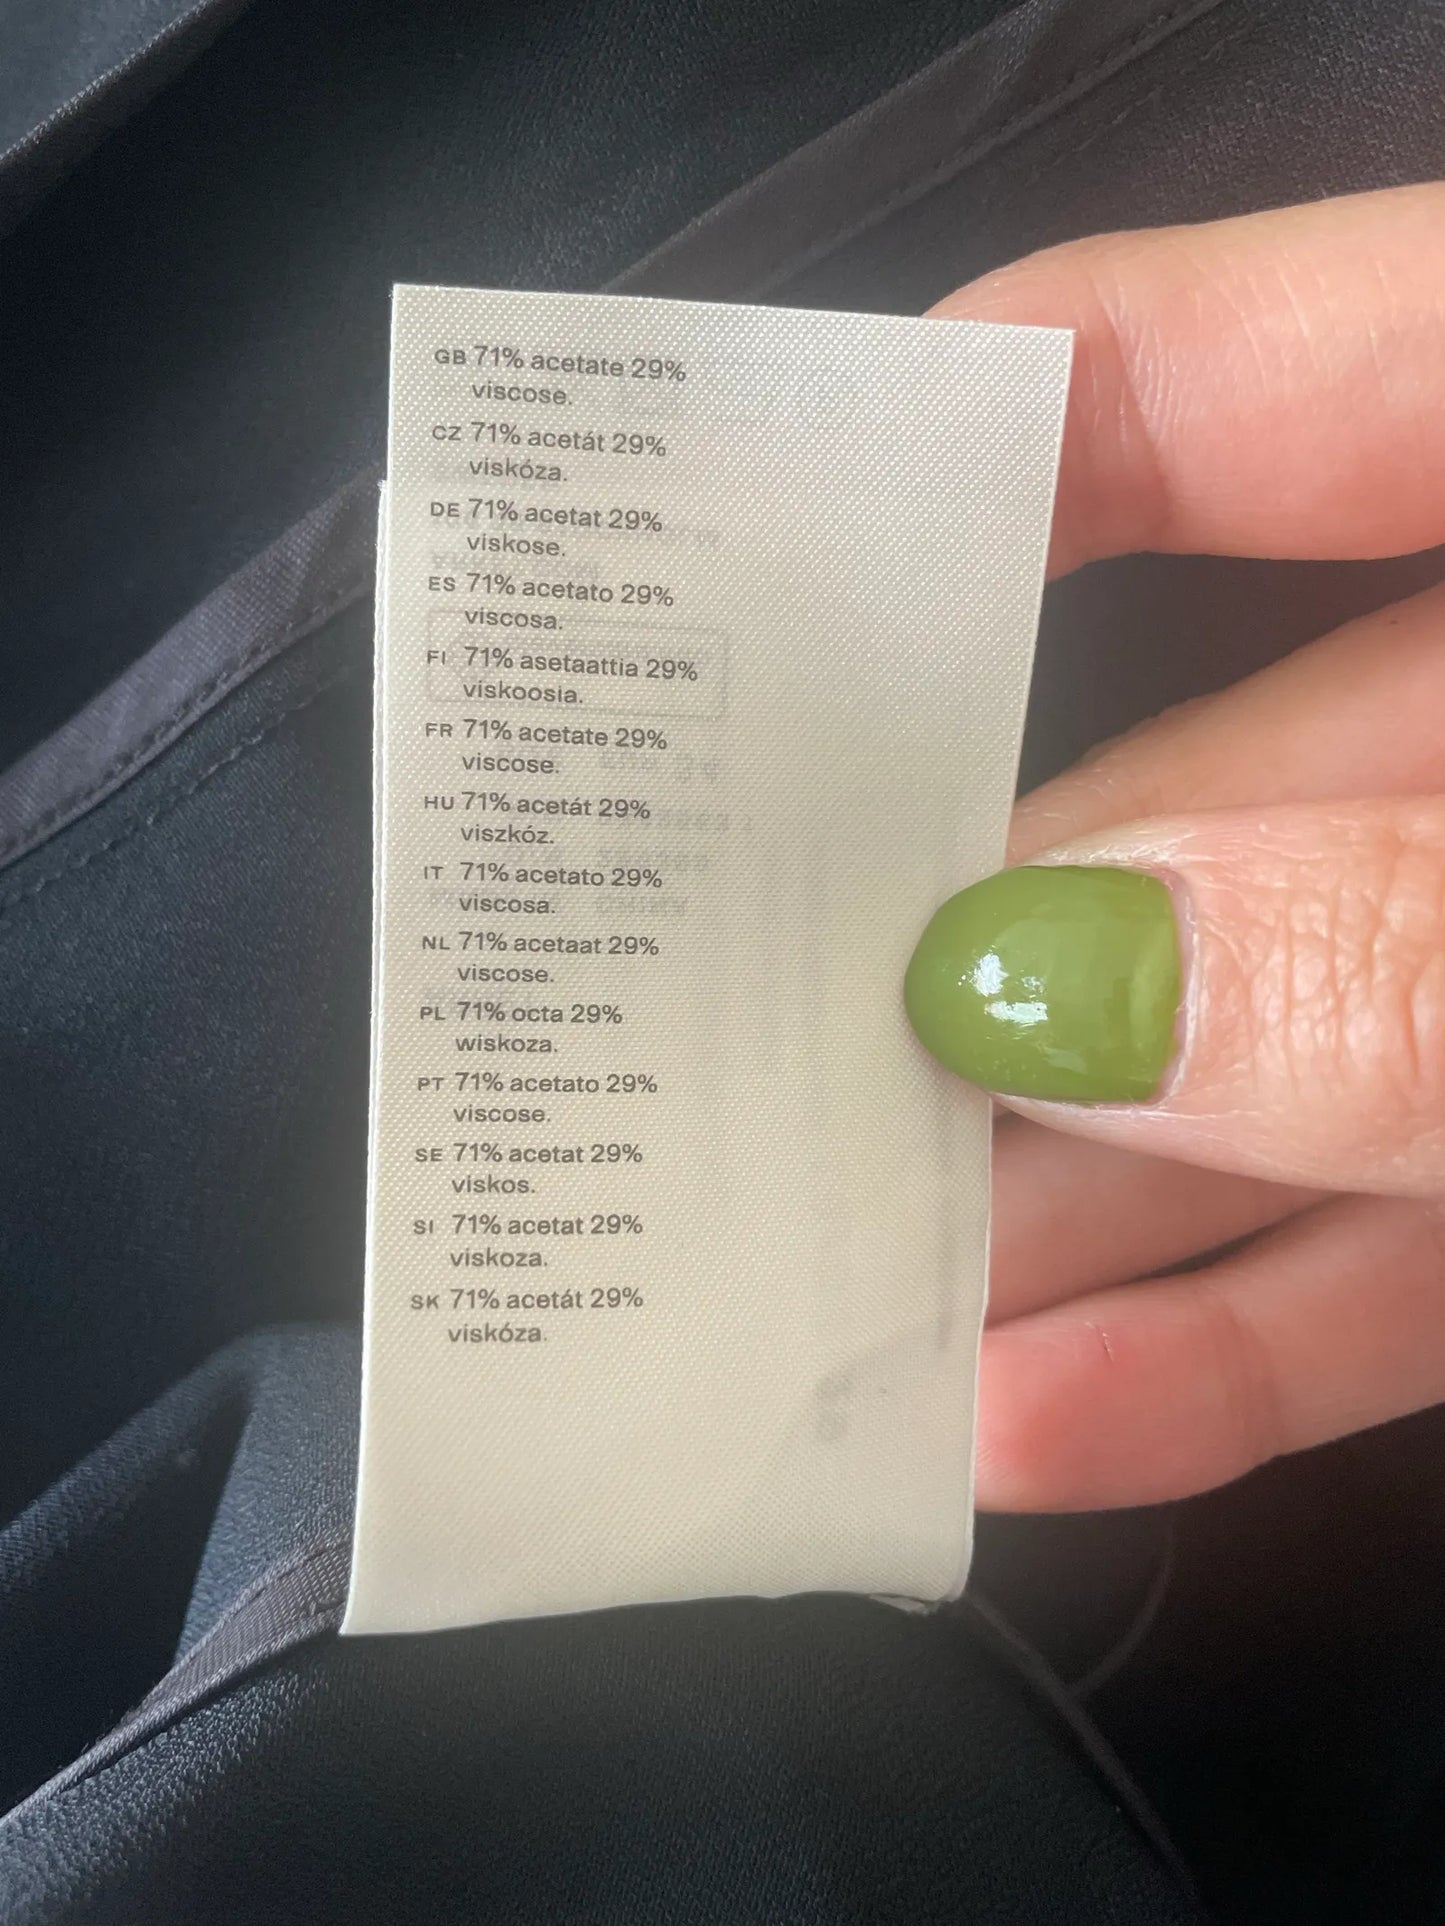 GB 71% acetate 29%
viscose.
CZ 71% acetát 29%
viskóza.
DE 71% acetat 29%
viskose.
ES 71% acetato 29%
viscosa.
FI 71% asetaattia 29%
viskoosia.
FR 71% acetate 29%
viscose.
HU 71% acetát 29%
viszkóz.
IT 71% acetato 29%
viscosa.
NL 71% acetaat 29%
viscose.
PL 71% octa 29%
wiskoza.
PT 71% acetato 29%
viscose.
SE 71% acetat 29%
viskos.
SI 71% acetat 29%
viskoza.
SK 71% acetát 29%
viskóza.